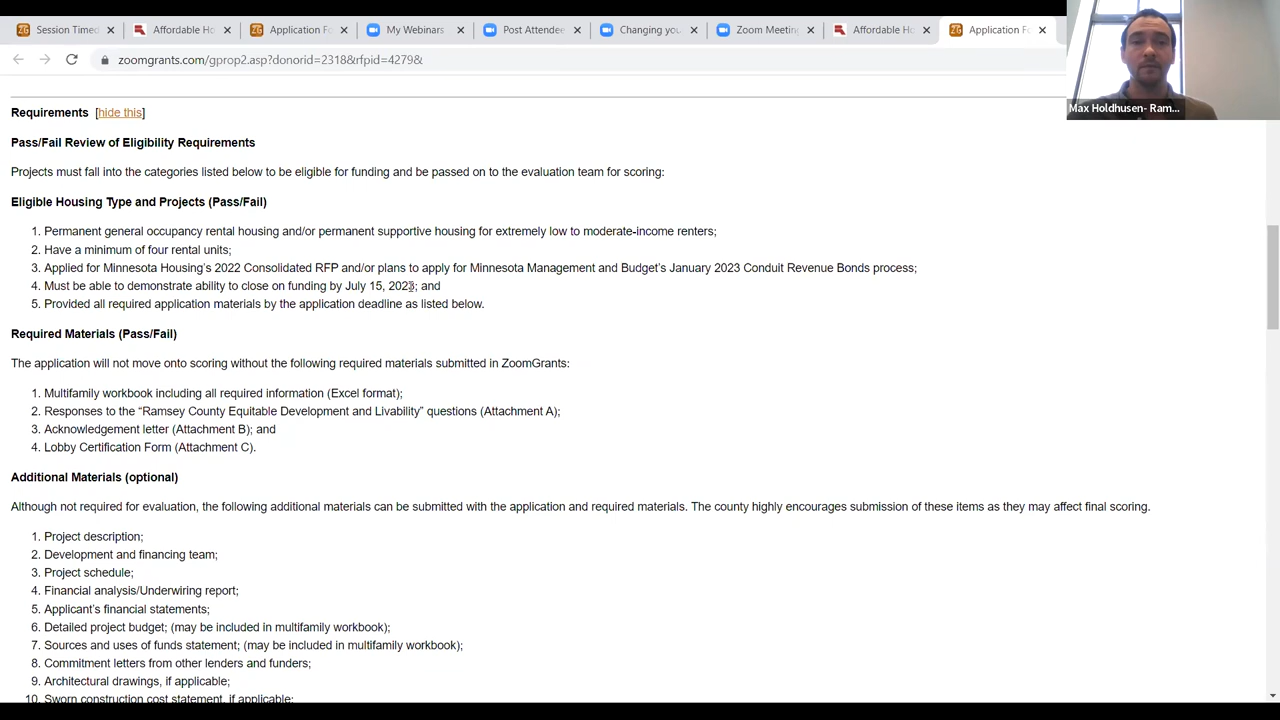 Session Timed
Affordable Ho
Application Fo
My Webinars
Post Attendee
Changing you
Zoom Meetin
Affordable Ho
Application Fo
zoomgrants.com/gprop2.asp?donorid=2318&rfpid=4279&
Max Holdhusen- Ram...
Requirements [hide this]
Pass/Fail Review of Eligibility Requirements
Projects must fall into the categories listed below to be eligible for funding and be passed on to the evaluation team for scoring:
Eligible Housing Type and Projects (Pass/Fail)
1. Permanent general occupancy rental housing and/or permanent supportive housing for extremely low to moderate-income renters;
2. Have a minimum of four rental units;
3. Applied for Minnesota Housing's 2022 Consolidated RFP and/or plans to apply for Minnesota Management and Budget's January 2023 Conduit Revenue Bonds process;
4. Must be able to demonstrate ability to close on funding by July 15, 2023; and
5. Provided all required application materials by the application deadline as listed below.
Required Materials (Pass/Fail)
The application will not move onto scoring without the following required materials submitted in ZoomGrants:
1. Multifamily workbook including all required information (Excel format);
2. Responses to the “Ramsey County Equitable Development and Livability” questions (Attachment A);
3. Acknowledgement letter (Attachment B); and
4. Lobby Certification Form (Attachment C).
Additional Materials (optional)
Although not required for evaluation, the following additional materials can be submitted with the application and required materials. The county highly encourages submission of these items as they may affect final scoring.
1. Project description;
2. Development and financing team;
3. Project schedule;
4. Financial analysis/Underwiring report;
5. Applicant's financial statements;
6. Detailed project budget; (may be included in multifamily workbook);
7. Sources and uses of funds statement; (may be included in multifamily workbook);
8. Commitment letters from other lenders and funders;
9. Architectural drawings, if applicable;
10. Sworn construction cost statement, if applicable;